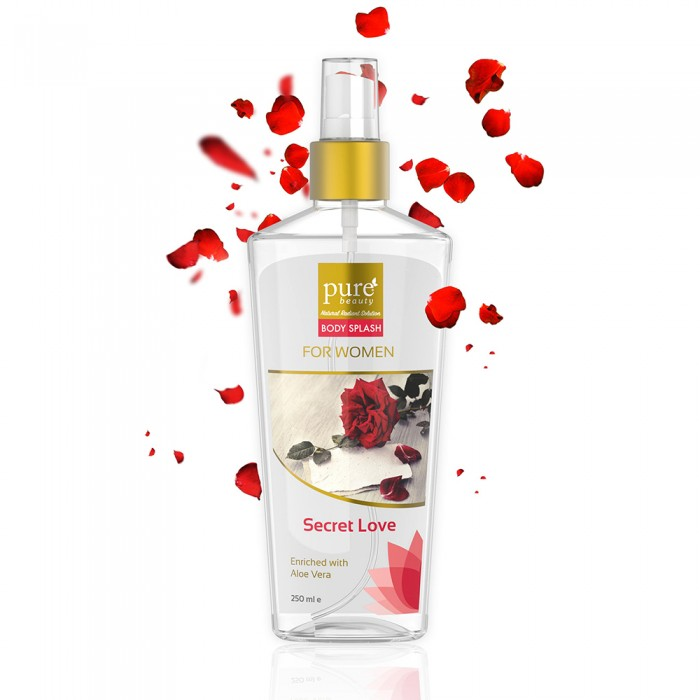 pure
beauty
Natural Radiant Solution
BODY SPLASH
FOR WOMEN
Secret Love
Enriched with
Aloe Vera
250 ml e